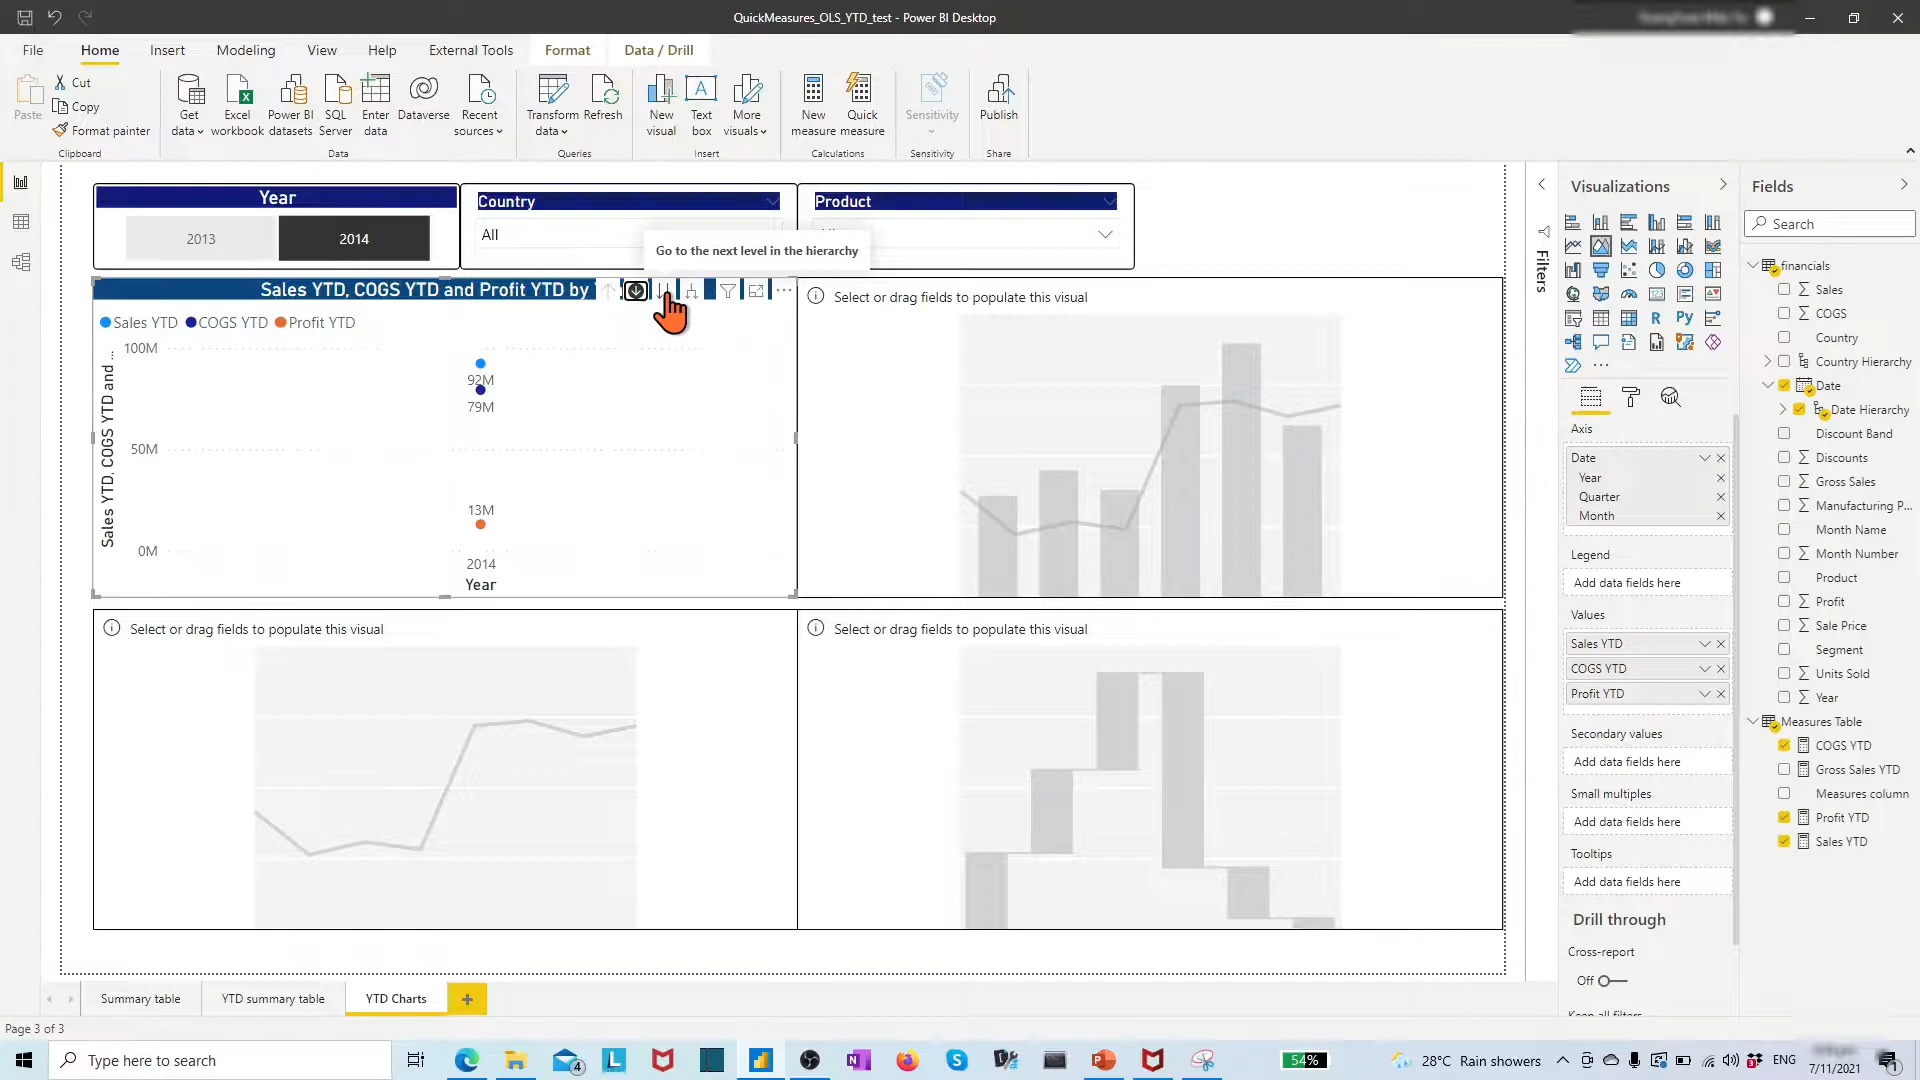 QuickMeasures_OLS_YTD_test - Power BI Desktop
File Home Insert Modeling View Help External Tools Format Data / Drill
Paste
Cut
Copy
Format painter
Clipboard
Get data
Excel workbook
Power BI datasets
SQL Server
Enter data
Dataverse
Recent sources
Data
Transform data
Refresh
Queries
New visual
Text box
More visuals
Insert
New measure
Quick measure
Calculations
Sensitivity
Sensitivity
Publish
Share
Year
2013 2014
Country
All
Product
Go to the next level in the hierarchy
Sales YTD, COGS YTD and Profit YTD by
Sales YTD COGS YTD Profit YTD
Sales YTD, COGS YTD and ...
100M
50M
0M
92M
79M
13M
2014
Year
Select or drag fields to populate this visual
Select or drag fields to populate this visual
Select or drag fields to populate this visual
Filters
Visualizations
R
Py
123
Axis
Date
Year
Quarter
Month
Legend
Add data fields here
Values
Sales YTD
COGS YTD
Profit YTD
Secondary values
Add data fields here
Small multiples
Add data fields here
Tooltips
Add data fields here
Drill through
Cross-report
Off
Keep all filters
Fields
Search
financials
Sales
COGS
Country
Country Hierarchy
Date
Date Hierarchy
Discount Band
Discounts
Gross Sales
Manufacturing P...
Month Name
Month Number
Product
Profit
Sale Price
Segment
Units Sold
Year
Measures Table
COGS YTD
Gross Sales YTD
Measures column
Profit YTD
Sales YTD
Summary table YTD summary table YTD Charts +
Page 3 of 3
Type here to search
4
L
54%
28°C Rain showers
ENG
7/11/2021
1